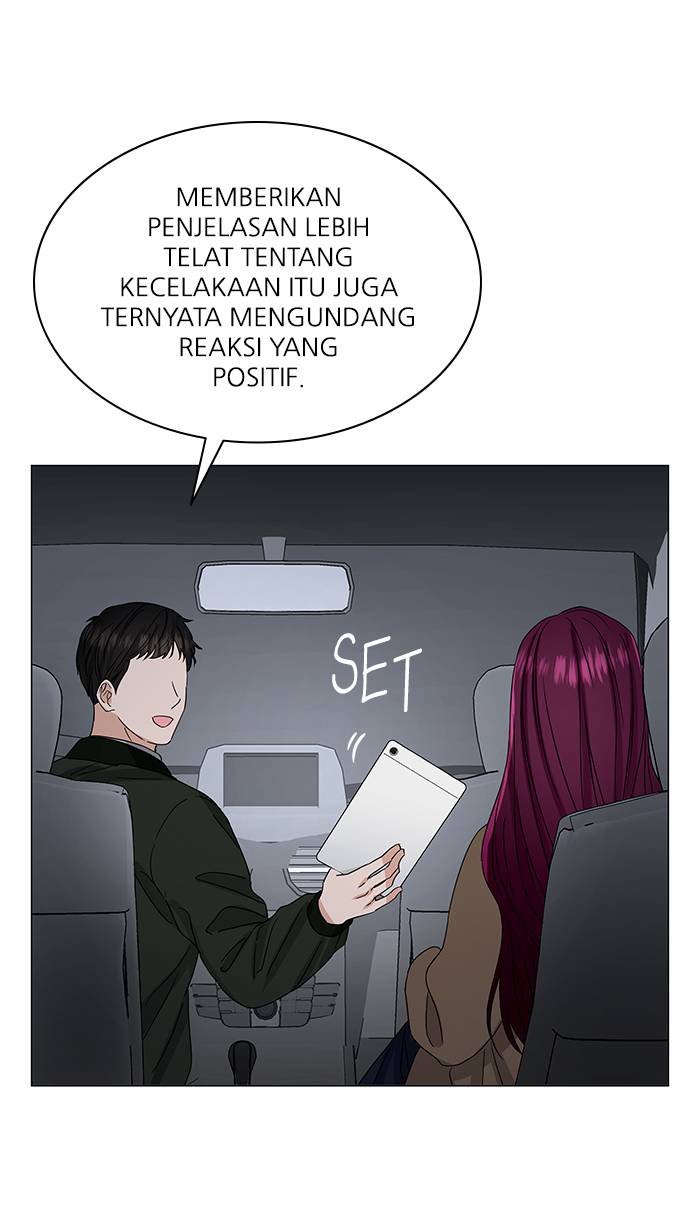 MEMBERIKAN
PENJELASAN LEBIH
TELAT TENTANG
KECELAKAAN ITU JUGA
TERNYATA MENGUNDANG
REAKSI YANG
POSITIF.
SET